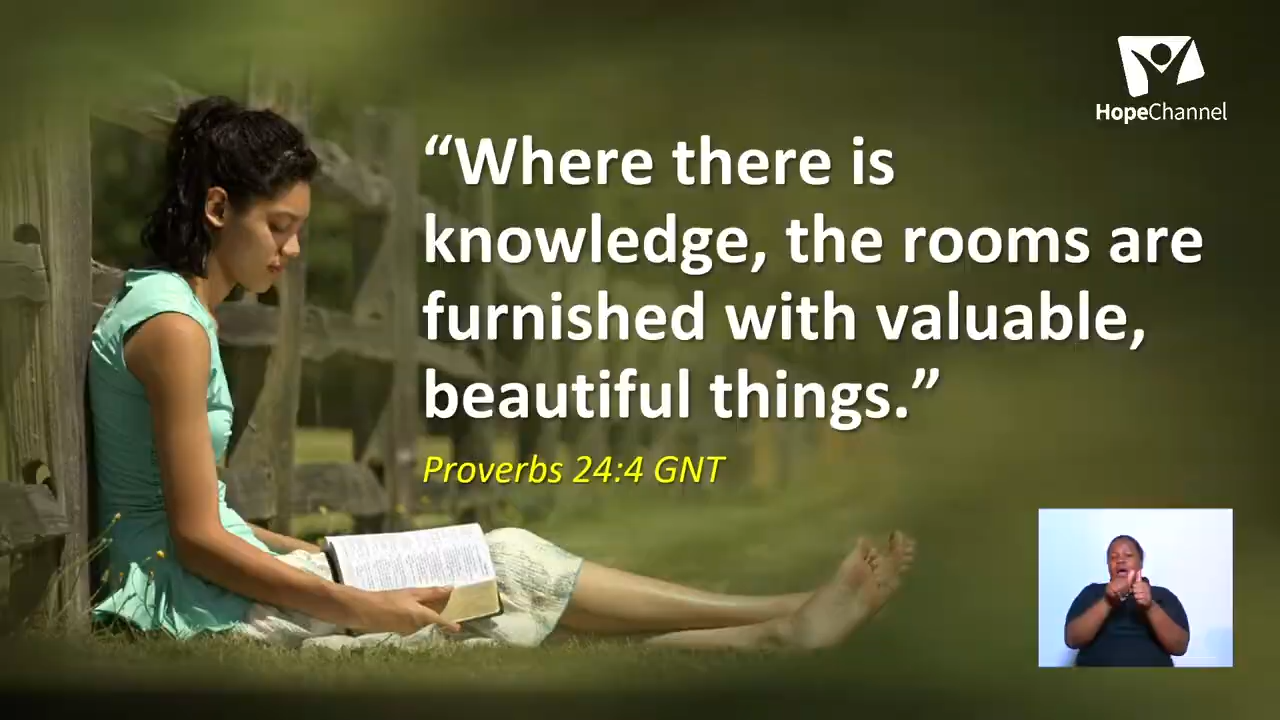 HopeChannel
“Where there is
knowledge, the rooms are
furnished with valuable,
beautiful things.”
Proverbs 24:4 GNT